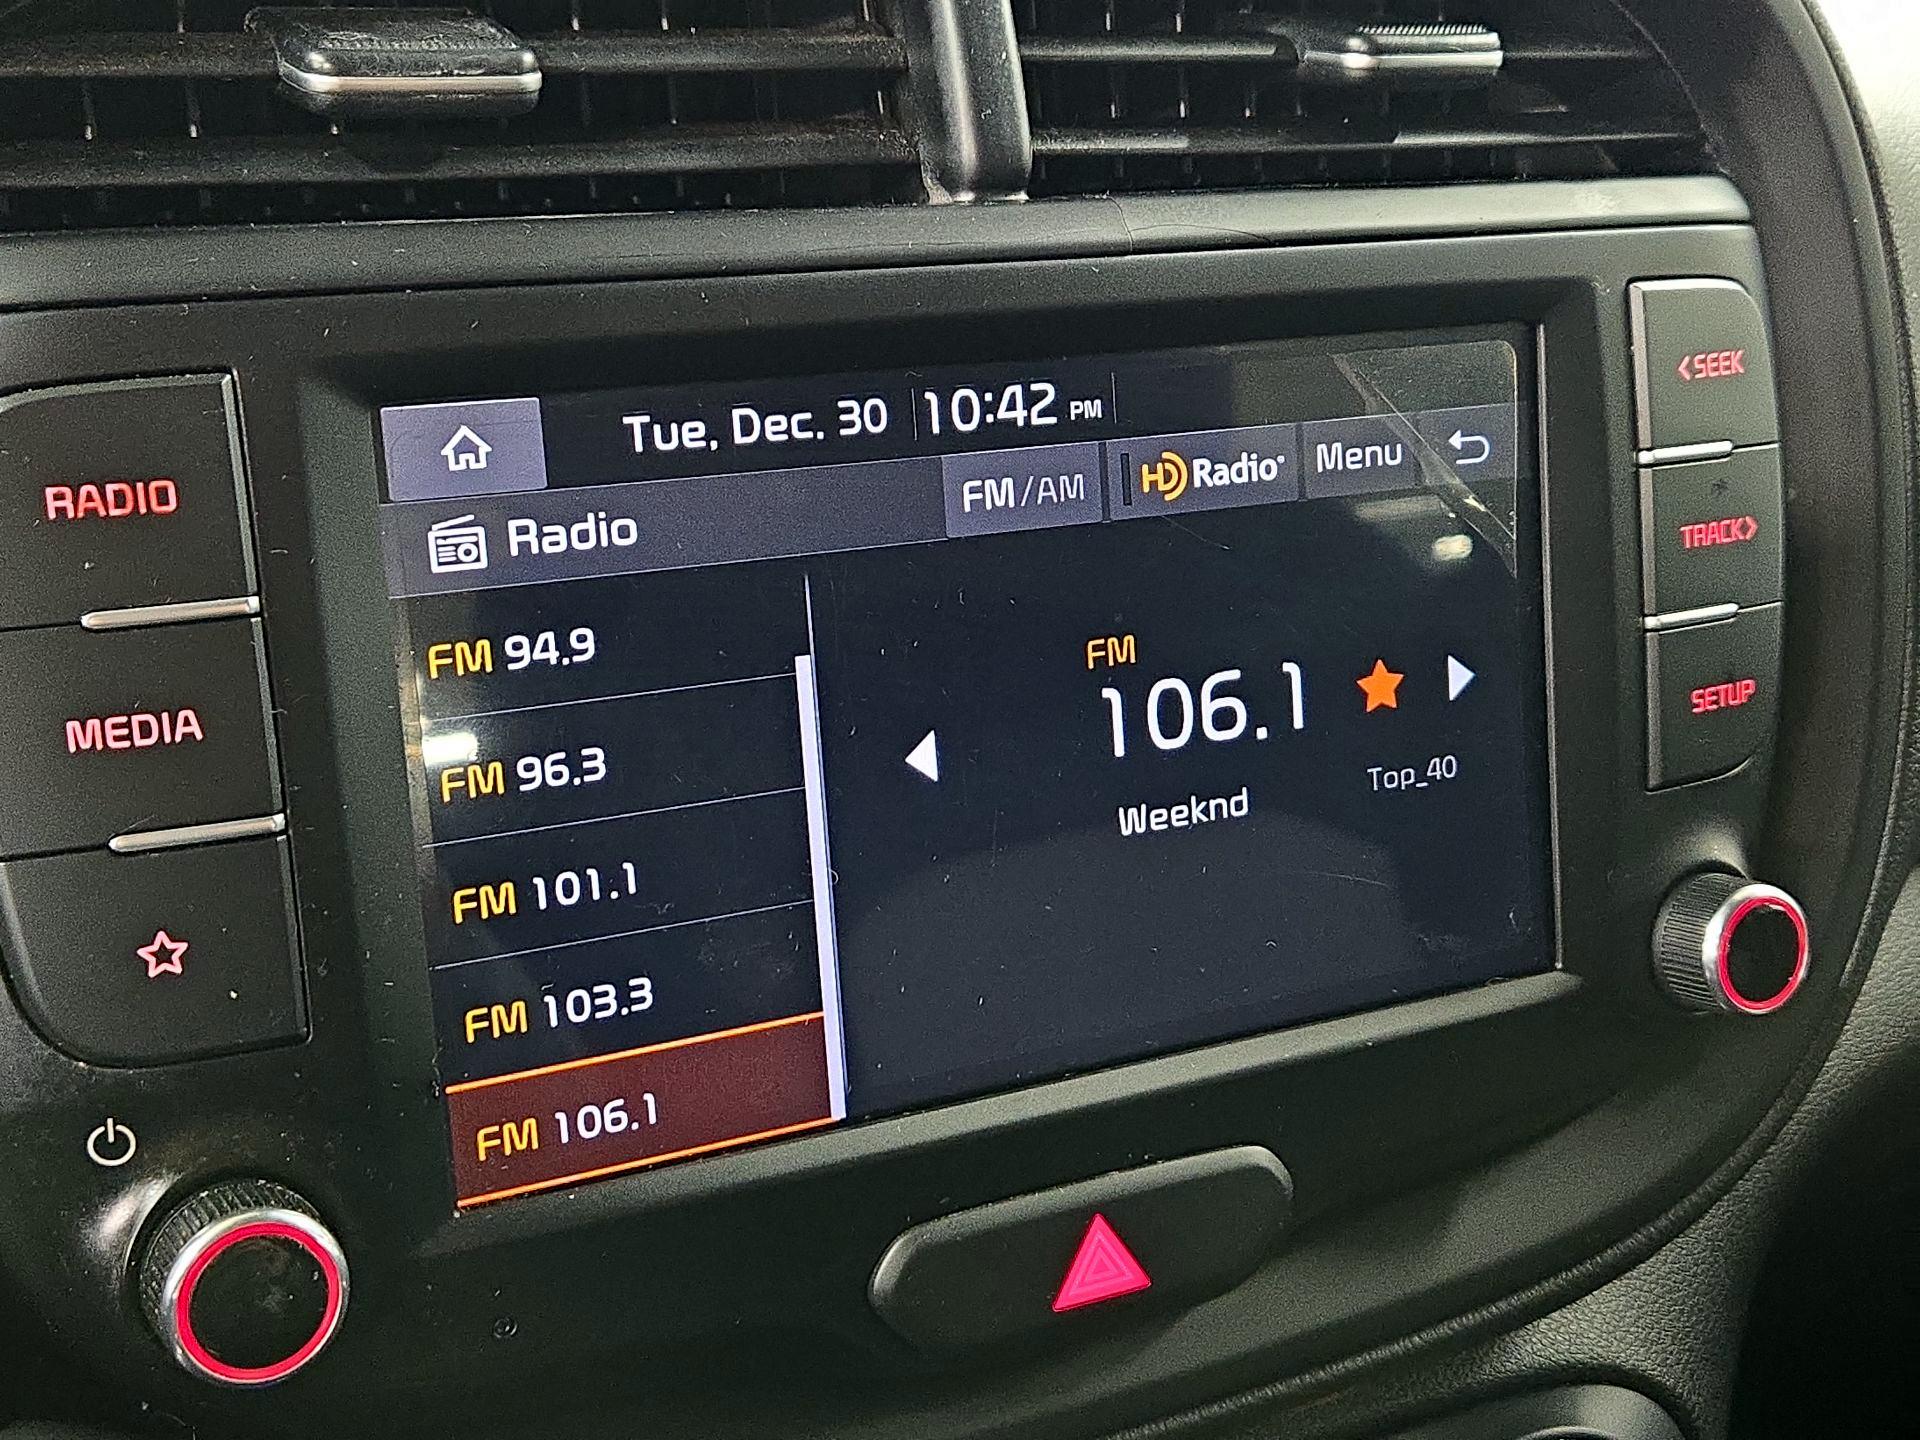 Tue, Dec. 30 10:42 PM
Radio FM/AM HD Radio Menu
RADIO
MEDIA
FM 94.9
FM 96.3
FM 101.1
FM 103.3
FM 106.1
FM
106.1
Top_40
Weeknd
<SEEK
TRACK>
SETUP